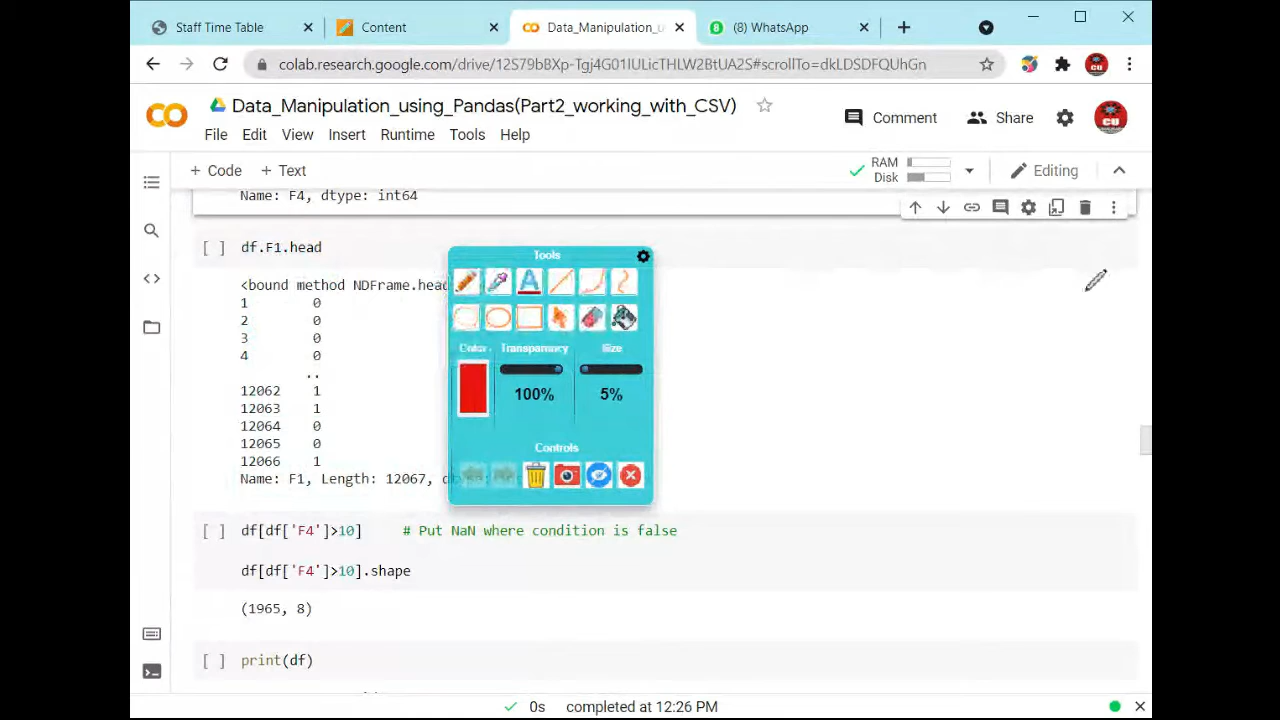 Staff Time Table
Content
Data_Manipulation_u
(8) WhatsApp
colab.research.google.com/drive/12S79b8Xp-Tgj4G01IULicTHLW2BtUA2S#scrollTo=dkLDSDFQUhGn
Data_Manipulation_using_Pandas(Part2_working_with_CSV)
File Edit View Insert Runtime Tools Help
Comment
Share
CU
+ Code + Text
RAM
Disk
Editing
Name: F4, dtype: int64
[ ] df.F1.head
<bound method NDFrame.head
1 0
2 0
3 0
4 0
..
12062 1
12063 1
12064 0
12065 0
12066 1
Name: F1, Length: 12067, d
Tools
Color
Transparency
Size
100%
5%
Controls
[ ] df[df['F4']>10] # Put NaN where condition is false
df[df['F4']>10].shape
(1965, 8)
[ ] print(df)
0s completed at 12:26 PM